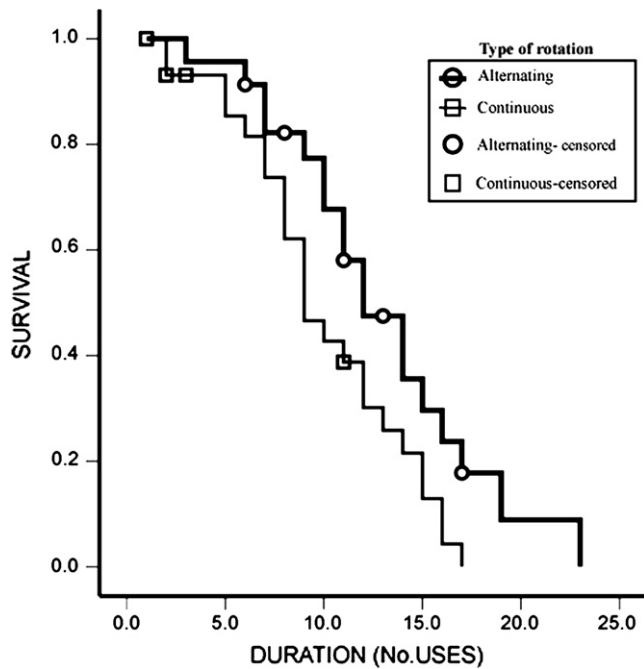 Type of rotation
Alternating
Continuous
Alternating- censored
Continuous-censored
SURVIVAL
1.0
0.8
0.6
0.4
0.2
0.0
0.0 5.0 10.0 15.0 20.0 25.0
DURATION (No.USES)